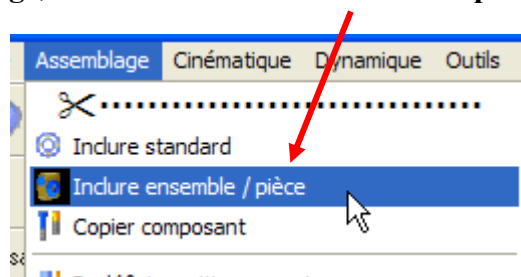 Assemblage Cinématique Dynamique Outils
Inclure standard
Inclure ensemble / pièce
Copier composant